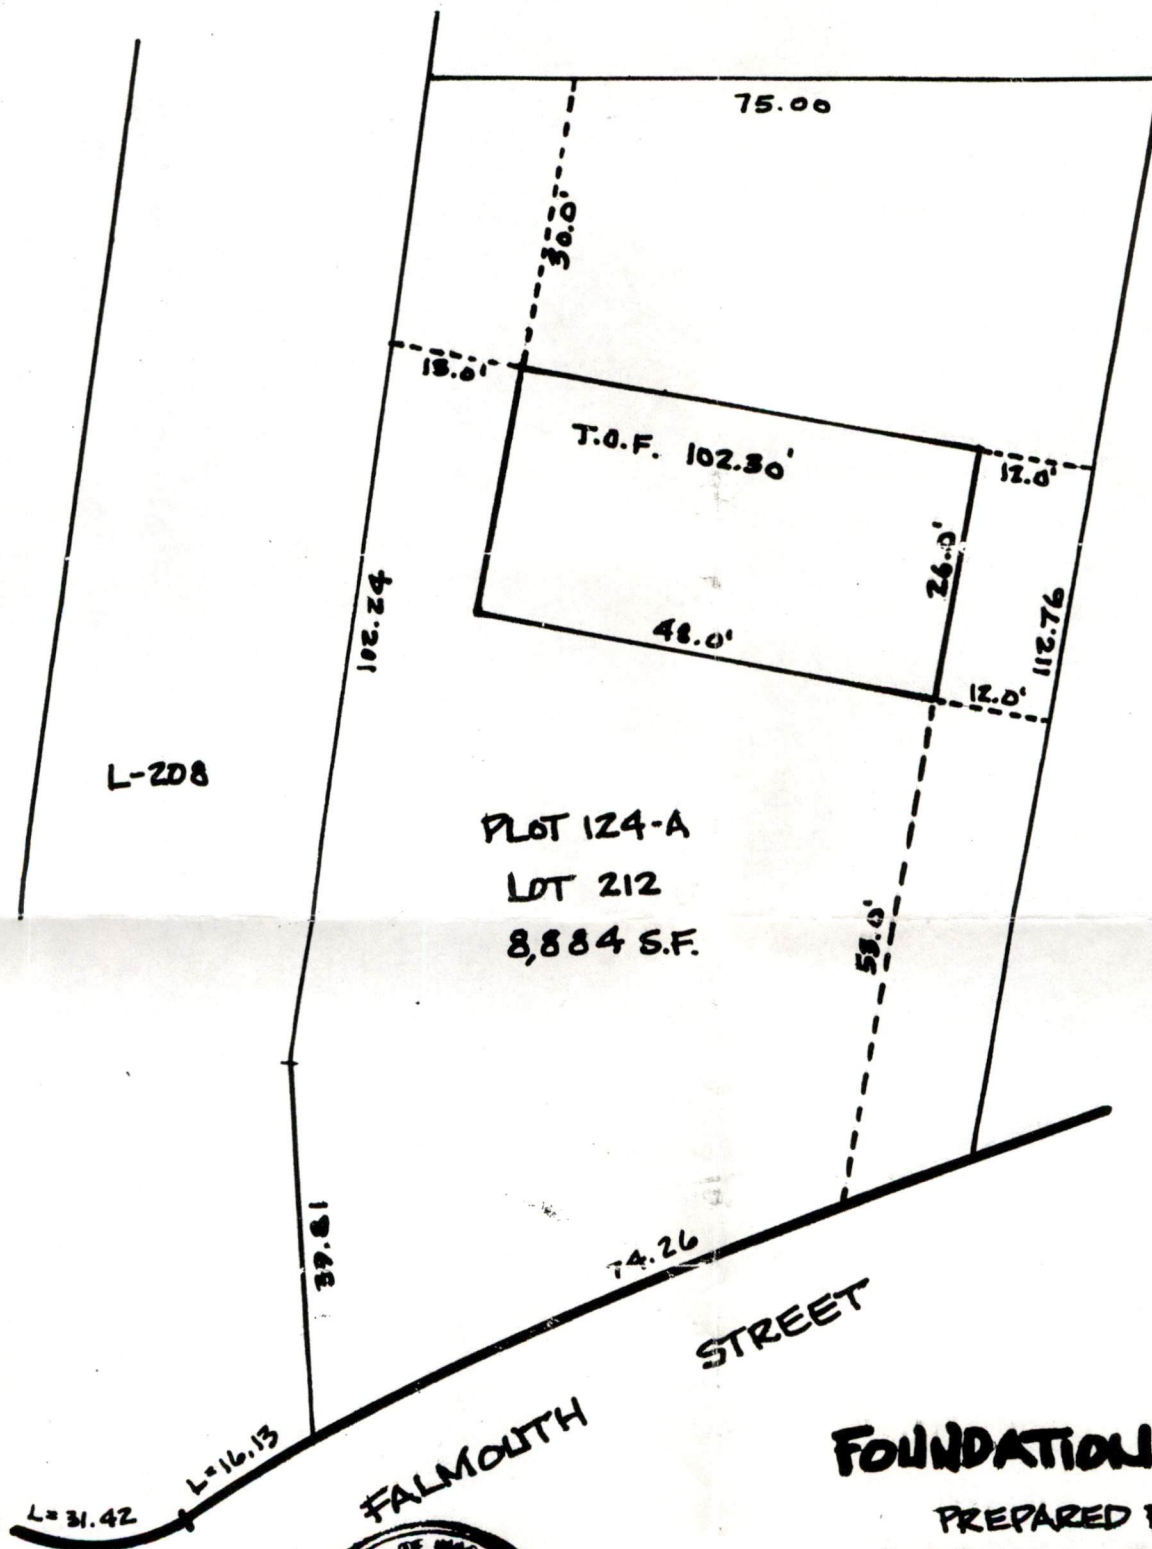 75.00
30.0'
13.0'
T.O.F. 102.30'
12.0'
26.0'
102.24
48.0'
112.76
12.0'
L-208
PLOT 124-A
LOT 212
8,884 S.F.
53.0'
39.81
74.26
STREET
FALMOUTH
L=16.13
L=31.42
FOUNDATION
PREPARED